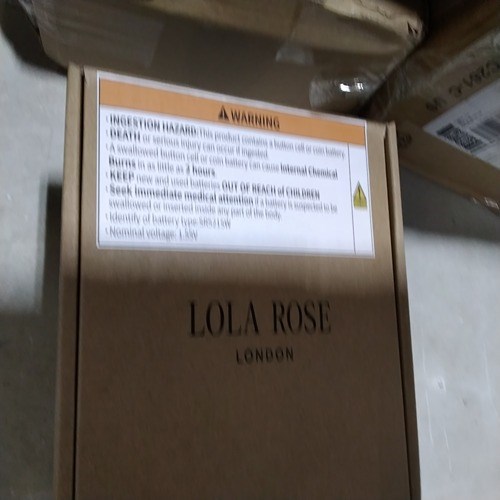 WARNING
INGESTION HAZARD:This product contains a button cell or coin battery.
·DEATH or serious injury can occur if ingested.
·A swallowed button cell or coin battery can cause Internal Chemical
Burns in as little as 2 hours.
·KEEP new and used batteries OUT OF REACH of CHILDREN
·Seek immediate medical attention if a battery is suspected to be
swallowed or inserted inside any part of the body.
·Identify of battery type:
·Nominal voltage:
LOLA ROSE
LONDON